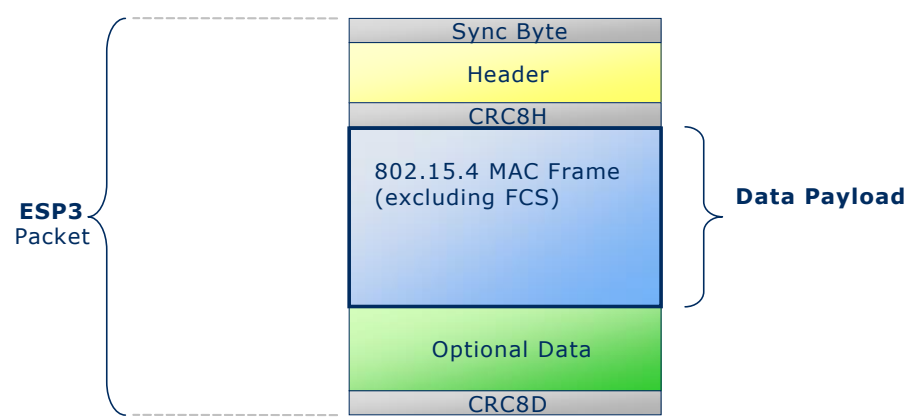 Sync Byte
Header
CRC8H
802.15.4 MAC Frame
(excluding FCS)
ESP3
Packet
Data Payload
Optional Data
CRC8D